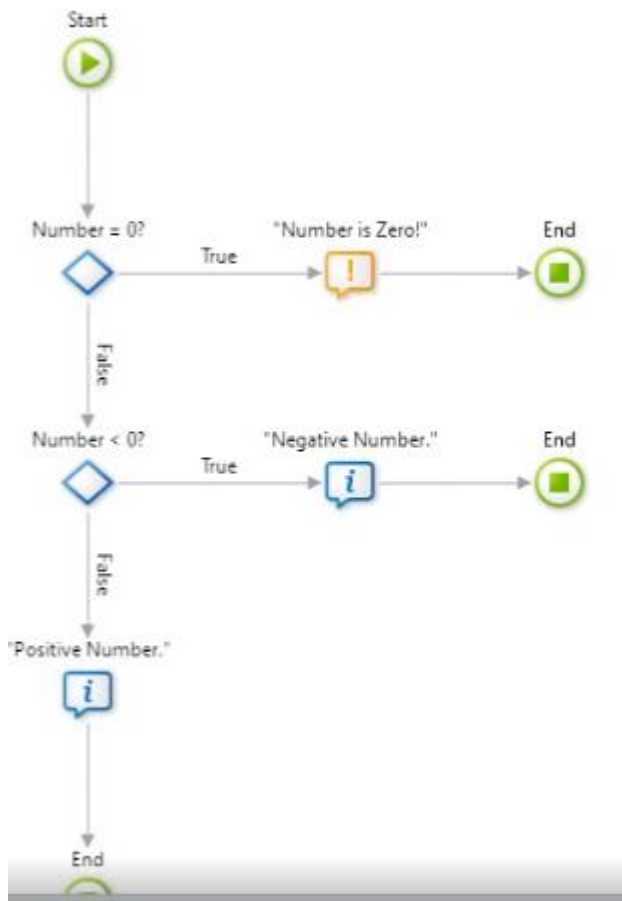 Start
Number = 0?
True
"Number is Zero!"
End
False
Number < 0?
True
"Negative Number."
End
False
"Positive Number."
End